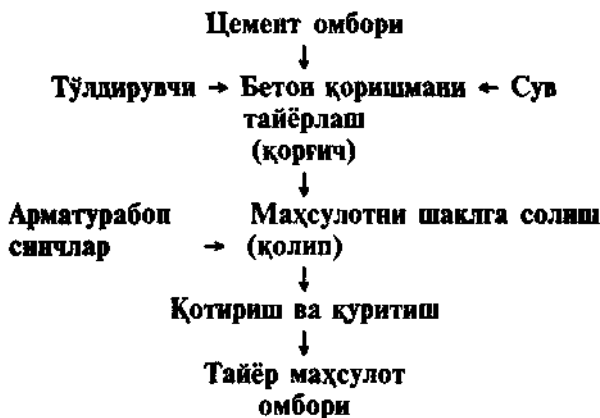 Цемент омбори
↓
Тўлдирувчи → Бетон қоришмани ← Сув
тайёрлаш
(қорғич)
↓
Арматурабоп Маҳсулотни шаклга солиш
синчлар → (қолип)
↓
Қотириш ва қуритиш
↓
Тайёр маҳсулот
омбори